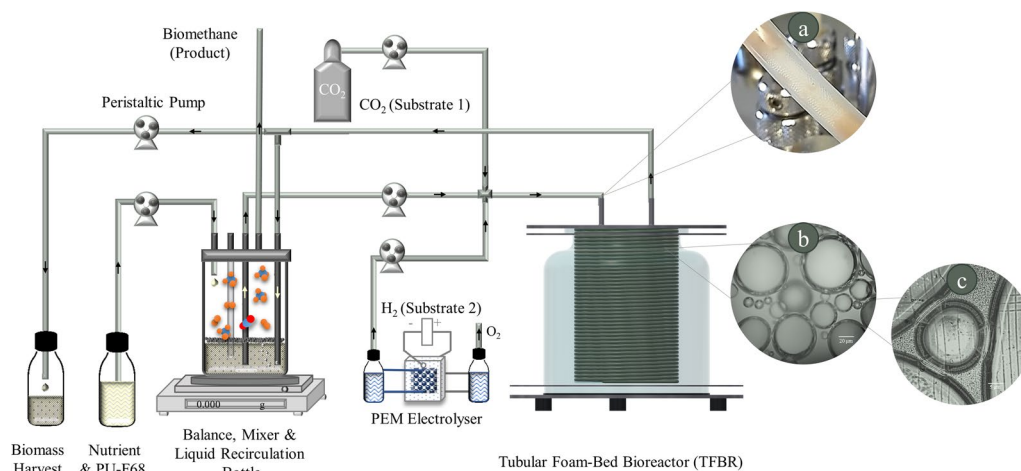 Biomethane
(Product)
CO₂
CO₂ (Substrate 1)
Peristaltic Pump
a
b
20 µm
c
H₂ (Substrate 2)
- +
O₂
0.000 g
PEM Electrolyser
Biomass
Harvest
Nutrient
& PU-F68
Balance, Mixer &
Liquid Recirculation
Bottle
Tubular Foam-Bed Bioreactor (TFBR)